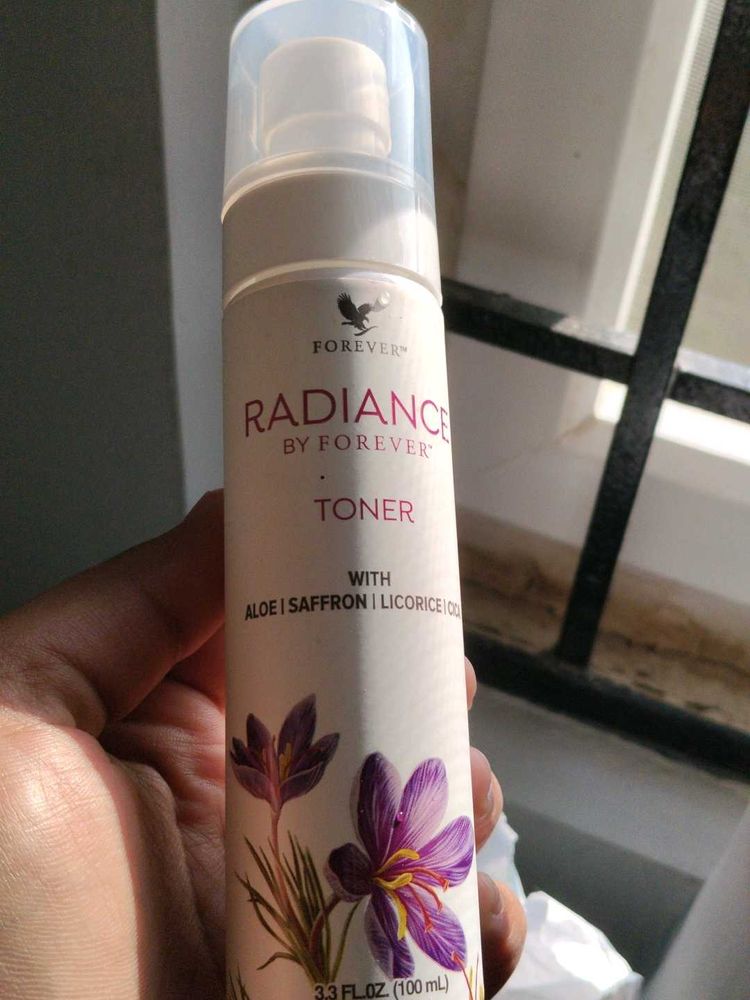 FOREVER™
RADIANCE
BY FOREVER™
TONER
WITH
ALOE | SAFFRON | LICORICE | CICA
3.3 FL.OZ. (100 mL)